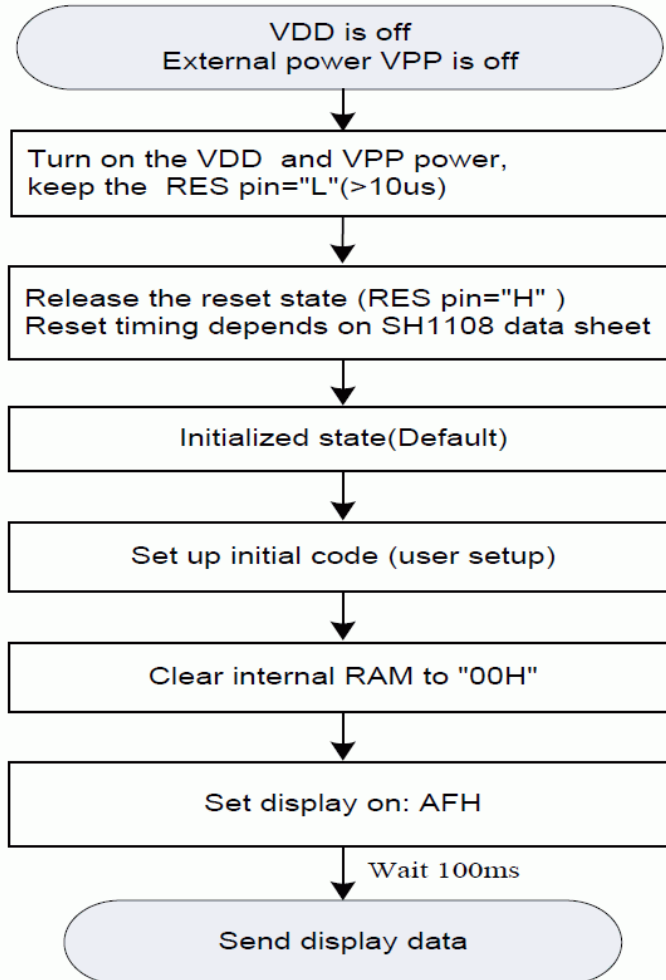 VDD is off
External power VPP is off
Turn on the VDD and VPP power,
keep the RES pin="L"(>10us)
Release the reset state (RES pin="H" )
Reset timing depends on SH1108 data sheet
Initialized state(Default)
Set up initial code (user setup)
Clear internal RAM to "00H"
Set display on: AFH
Wait 100ms
Send display data